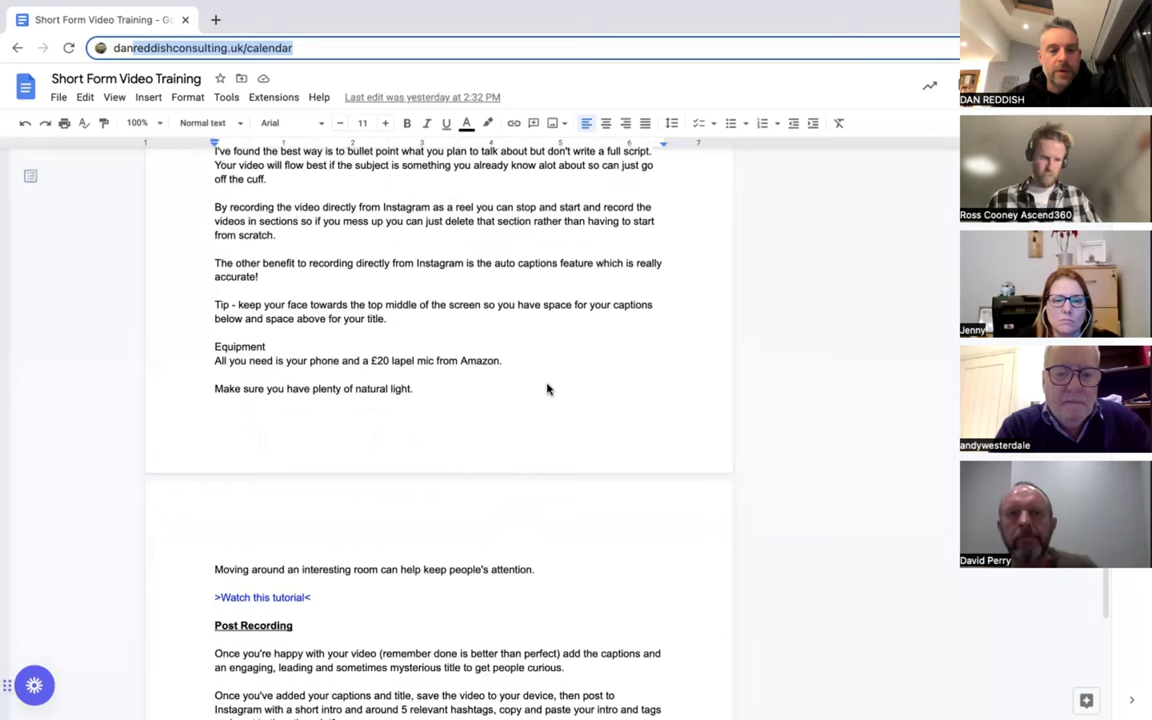 Short Form Video Training - Go
danreddishconsulting.uk/calendar
Short Form Video Training
File Edit View Insert Format Tools Extensions Help Last edit was yesterday at 2:32 PM
100% Normal text Arial 11
1 1 2 3 4 5 6 7
I've found the best way is to bullet point what you plan to talk about but don't write a full script.
Your video will flow best if the subject is something you already know alot about so can just go
off the cuff.
By recording the video directly from Instagram as a reel you can stop and start and record the
videos in sections so if you mess up you can just delete that section rather than having to start
from scratch.
The other benefit to recording directly from Instagram is the auto captions feature which is really
accurate!
Tip - keep your face towards the top middle of the screen so you have space for your captions
below and space above for your title.
Equipment
All you need is your phone and a £20 lapel mic from Amazon.
Make sure you have plenty of natural light.
Moving around an interesting room can help keep people's attention.
>Watch this tutorial<
Post Recording
Once you're happy with your video (remember done is better than perfect) add the captions and
an engaging, leading and sometimes mysterious title to get people curious.
Once you've added your captions and title, save the video to your device, then post to
Instagram with a short intro and around 5 relevant hashtags, copy and paste your intro and tags
DAN REDDISH
Ross Cooney Ascend360
Jenny
andywesterdale
David Perry